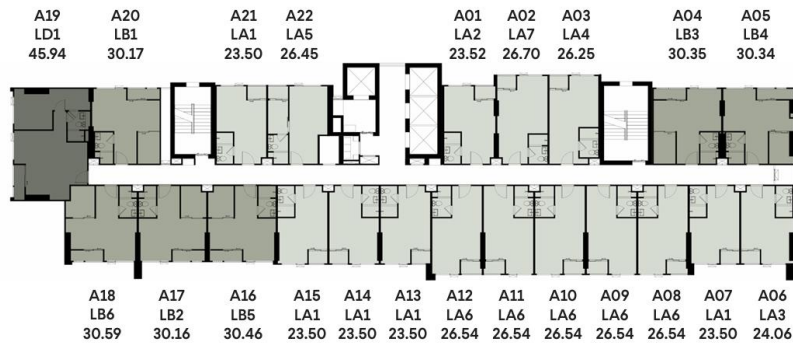 A19 A20 A21 A22 A01 A02 A03 A04 A05
LD1 LB1 LA1 LA5 LA2 LA7 LA4 LB3 LB4
45.94 30.17 23.50 26.45 23.52 26.70 26.25 30.35 30.34
A18 A17 A16 A15 A14 A13 A12 A11 A10 A09 A08 A07 A06
LB6 LB2 LB5 LA1 LA1 LA1 LA6 LA6 LA6 LA6 LA6 LA1 LA3
30.59 30.16 30.46 23.50 23.50 23.50 26.54 26.54 26.54 26.54 26.54 23.50 24.06